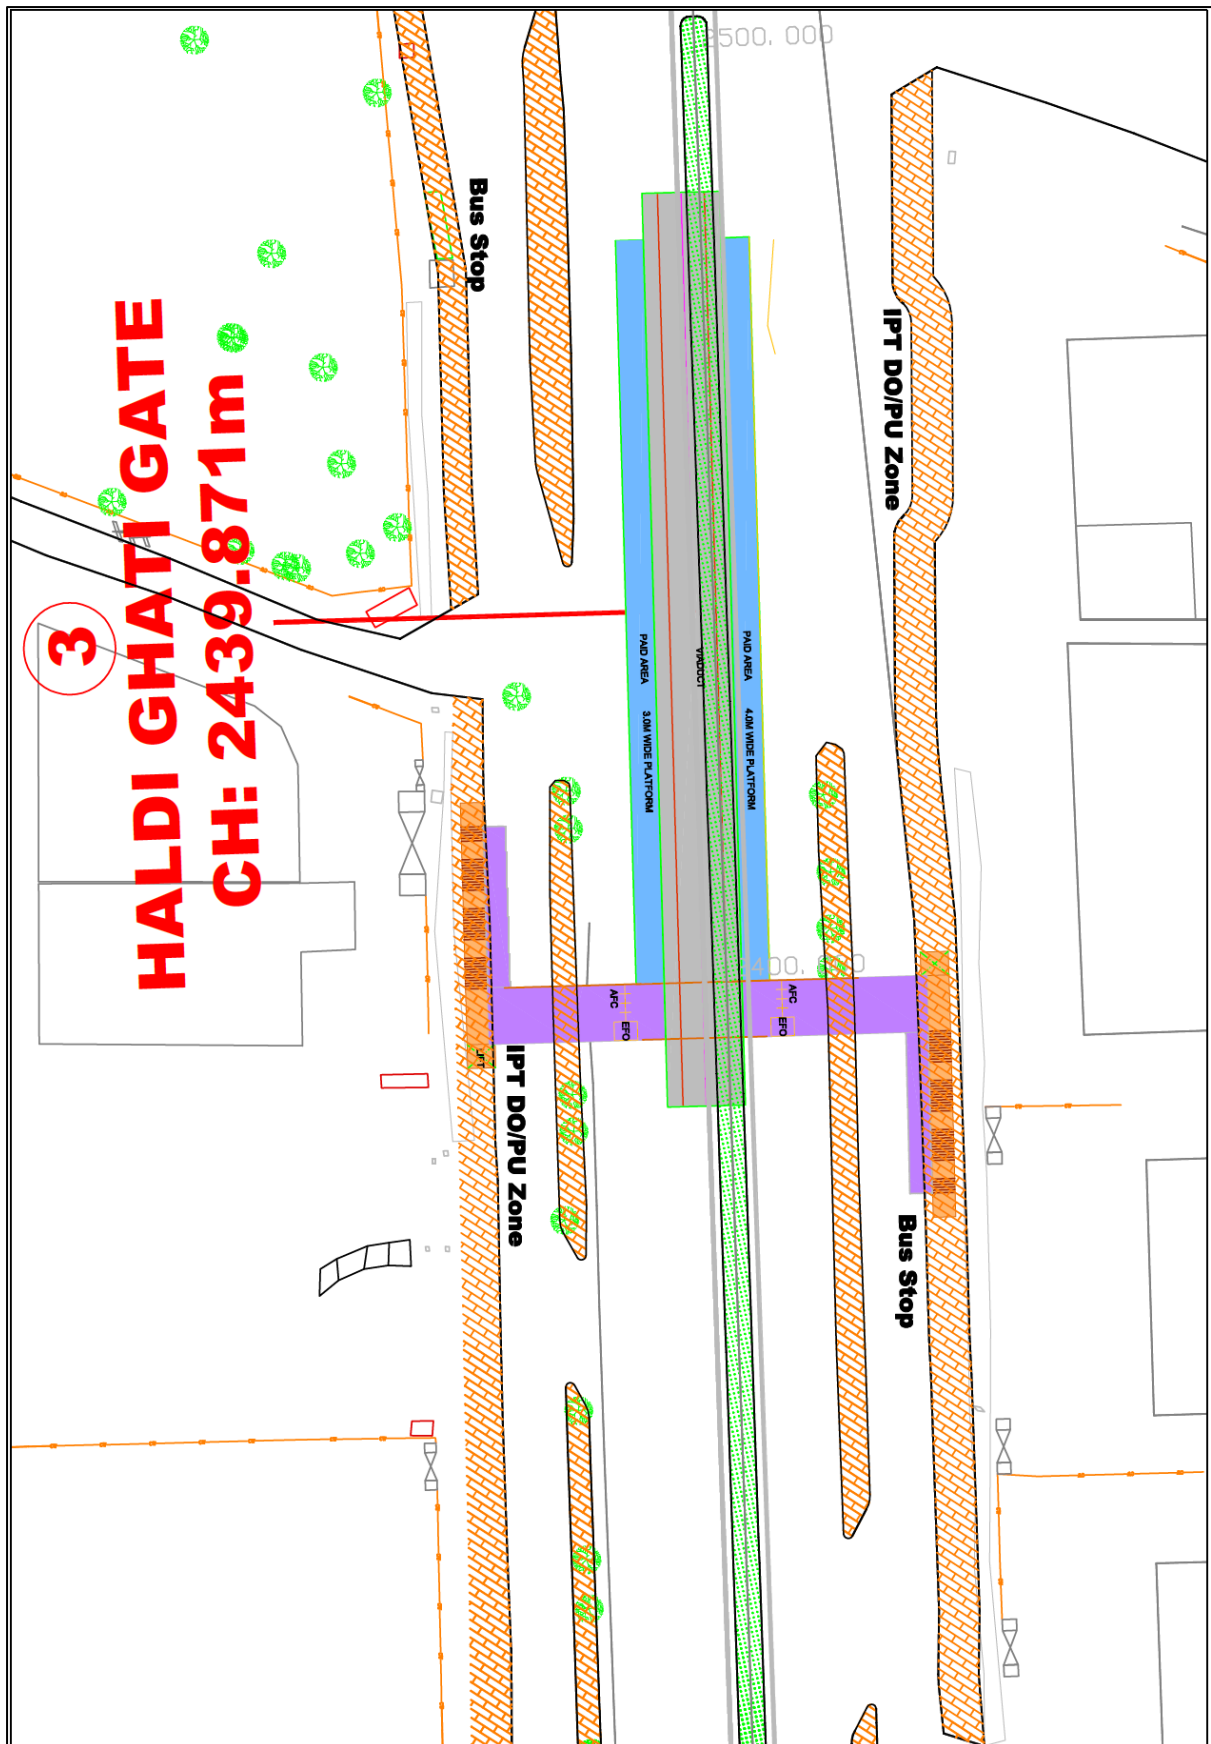 HALDI GHATI GATE
CH: 2439.871m
3
Bus Stop
IPT DO/PU Zone
PAID AREA 3.0M WIDE PLATFORM
VIADUCT
PAID AREA 4.0M WIDE PLATFORM
AFC
EFO
AFC
EFO
LIFT
IPT DO/PU Zone
Bus Stop